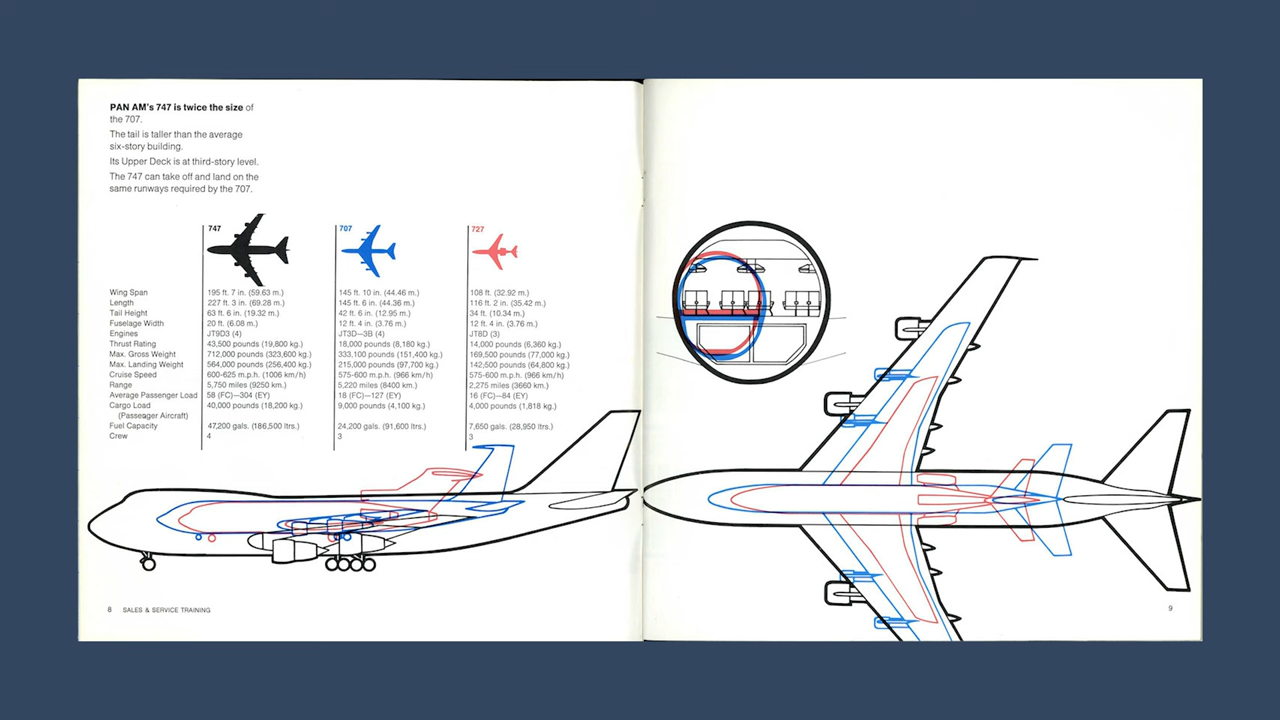 PAN AM's 747 is twice the size of
the 707.
The tail is taller than the average
six-story building.
Its Upper Deck is at third-story level.
The 747 can take off and land on the
same runways required by the 707.
747 707 727
Wing Span 195 ft. 7 in. (59.63 m.) 145 ft. 10 in. (44.46 m.) 108 ft. (32.92 m.)
Length 227 ft. 3 in. (69.28 m.) 145 ft. 6 in. (44.36 m.) 116 ft. 2 in. (35.42 m.)
Tail Height 63 ft. 6 in. (19.32 m.) 42 ft. 6 in. (12.95 m.) 34 ft. (10.34 m.)
Fuselage Width 20 ft. (6.08 m.) 12 ft. 4 in. (3.76 m.) 12 ft. 4 in. (3.76 m.)
Engines JT9D3 (4) JT3D—3B (4) JT8D (3)
Thrust Rating 43,500 pounds (19,800 kg.) 18,000 pounds (8,180 kg.) 14,000 pounds (6,360 kg.)
Max. Gross Weight 712,000 pounds (323,600 kg.) 333,100 pounds (151,400 kg.) 169,500 pounds (77,000 kg.)
Max. Landing Weight 564,000 pounds (256,400 kg.) 215,000 pounds (97,700 kg.) 142,500 pounds (64,800 kg.)
Cruise Speed 600-625 m.p.h. (1006 km/h) 575-600 m.p.h. (966 km/h) 575-600 m.p.h. (966 km/h)
Range 5,750 miles (9250 km.) 5,220 miles (8400 km.) 2,275 miles (3660 km.)
Average Passenger Load 58 (FC)—304 (EY) 18 (FC)—127 (EY) 16 (FC)—84 (EY)
Cargo Load 40,000 pounds (18,200 kg.) 9,000 pounds (4,100 kg.) 4,000 pounds (1,818 kg.)
(Passenger Aircraft)
Fuel Capacity 47,200 gals. (186,500 ltrs.) 24,200 gals. (91,600 ltrs.) 7,650 gals. (28,950 ltrs.)
Crew 4 3 3
8 SALES & SERVICE TRAINING
9